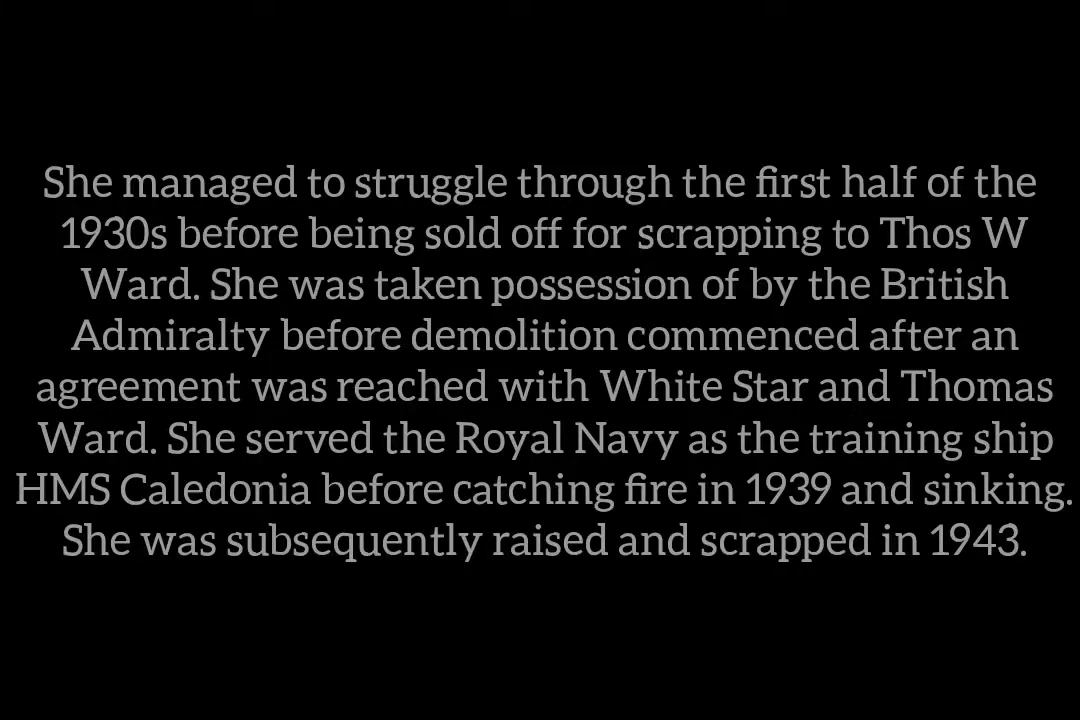 She managed to struggle through the first half of the
1930s before being sold off for scrapping to Thos W
Ward. She was taken possession of by the British
Admiralty before demolition commenced after an
agreement was reached with White Star and Thomas
Ward. She served the Royal Navy as the training ship
HMS Caledonia before catching fire in 1939 and sinking.
She was subsequently raised and scrapped in 1943.